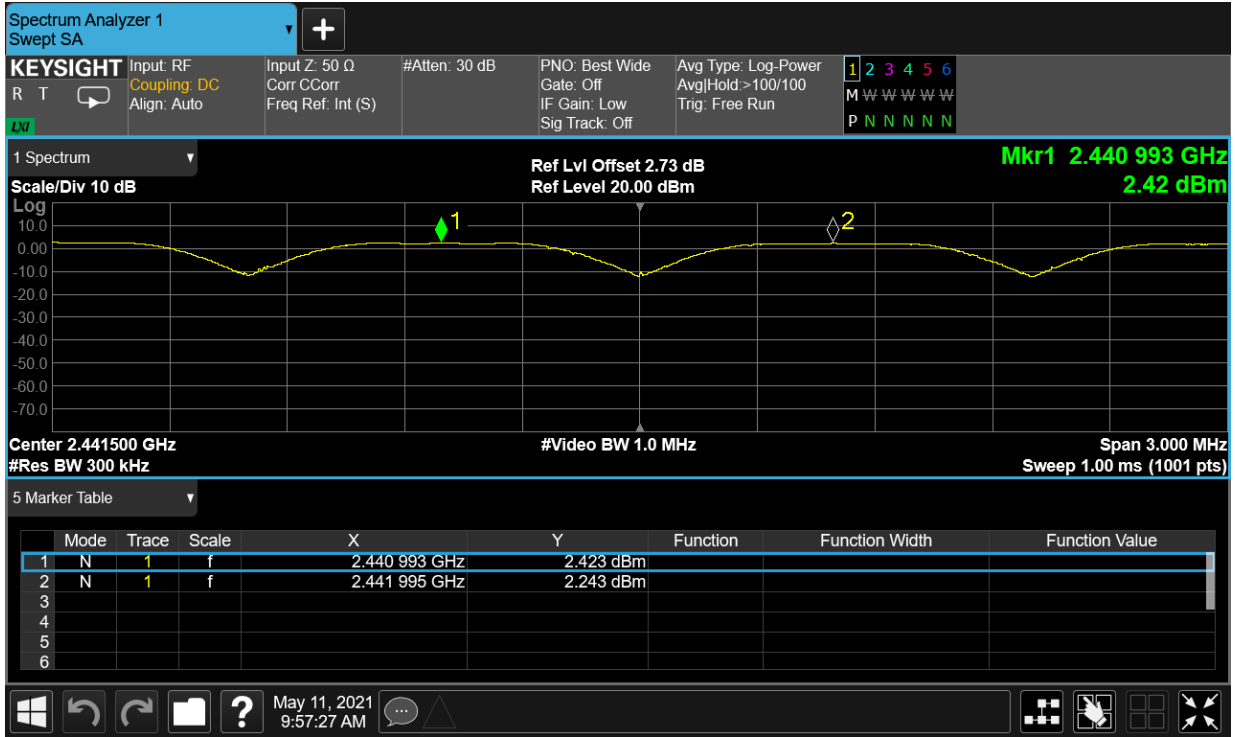 Spectrum Analyzer 1
Swept SA
KEYSIGHT
R T
LXI
Input: RF
Coupling: DC
Align: Auto
Input Z: 50 Ω
Corr CCorr
Freq Ref: Int (S)
#Atten: 30 dB
PNO: Best Wide
Gate: Off
IF Gain: Low
Sig Track: Off
Avg Type: Log-Power
Avg|Hold:>100/100
Trig: Free Run
1 2 3 4 5 6
M W W W W W
P N N N N N
1 Spectrum
Scale/Div 10 dB
Ref Lvl Offset 2.73 dB
Ref Level 20.00 dBm
Mkr1 2.440 993 GHz
2.42 dBm
Log
10.0
0.00
-10.0
-20.0
-30.0
-40.0
-50.0
-60.0
-70.0
1
2
Center 2.441500 GHz
#Res BW 300 kHz
#Video BW 1.0 MHz
Span 3.000 MHz
Sweep 1.00 ms (1001 pts)
5 Marker Table
Mode Trace Scale X Y Function Function Width Function Value
1 N 1 f 2.440 993 GHz 2.423 dBm
2 N 1 f 2.441 995 GHz 2.243 dBm
3
4
5
6
?
May 11, 2021
9:57:27 AM